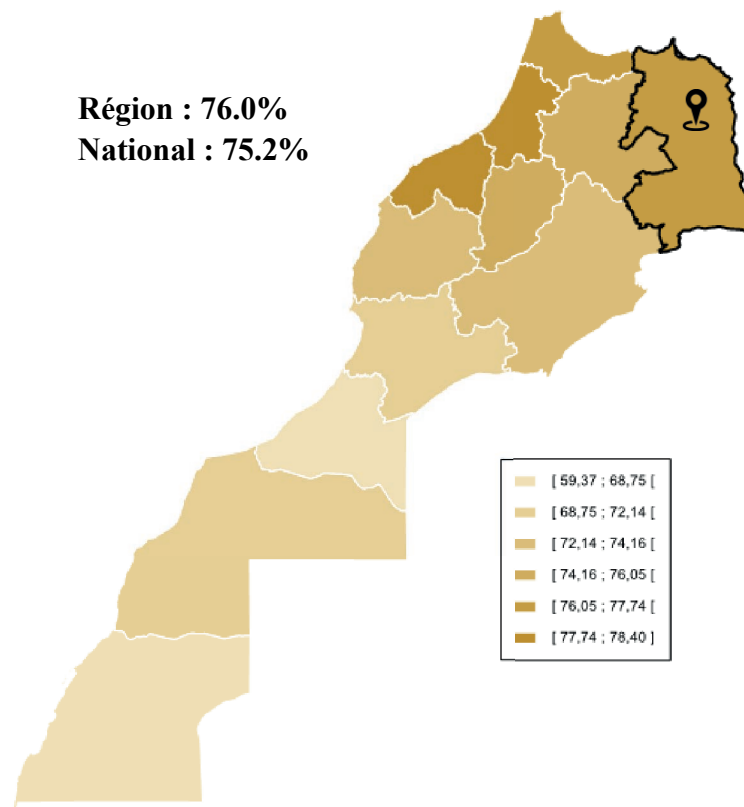 Région : 76.0%
National : 75.2%
[ 59,37 ; 68,75 [
[ 68,75 ; 72,14 [
[ 72,14 ; 74,16 [
[ 74,16 ; 76,05 [
[ 76,05 ; 77,74 [
[ 77,74 ; 78,40 ]